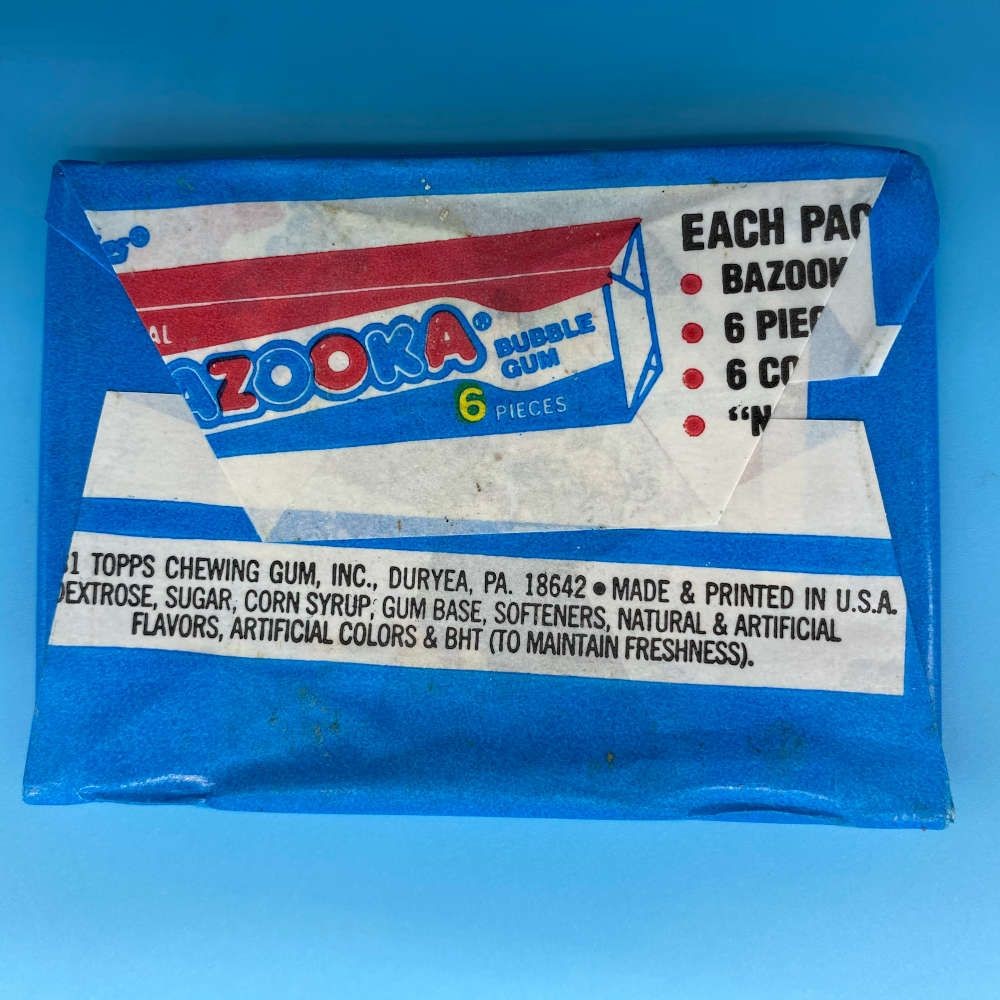 EACH PAC
AL
AZOOKA®
BUBBLE
GUM
6 PIECES
• BAZOOK
• 6 PIEC
• 6 CO
• “N
1 TOPPS CHEWING GUM, INC., DURYEA, PA. 18642 • MADE & PRINTED IN U.S.A.
DEXTROSE, SUGAR, CORN SYRUP, GUM BASE, SOFTENERS, NATURAL & ARTIFICIAL
FLAVORS, ARTIFICIAL COLORS & BHT (TO MAINTAIN FRESHNESS).